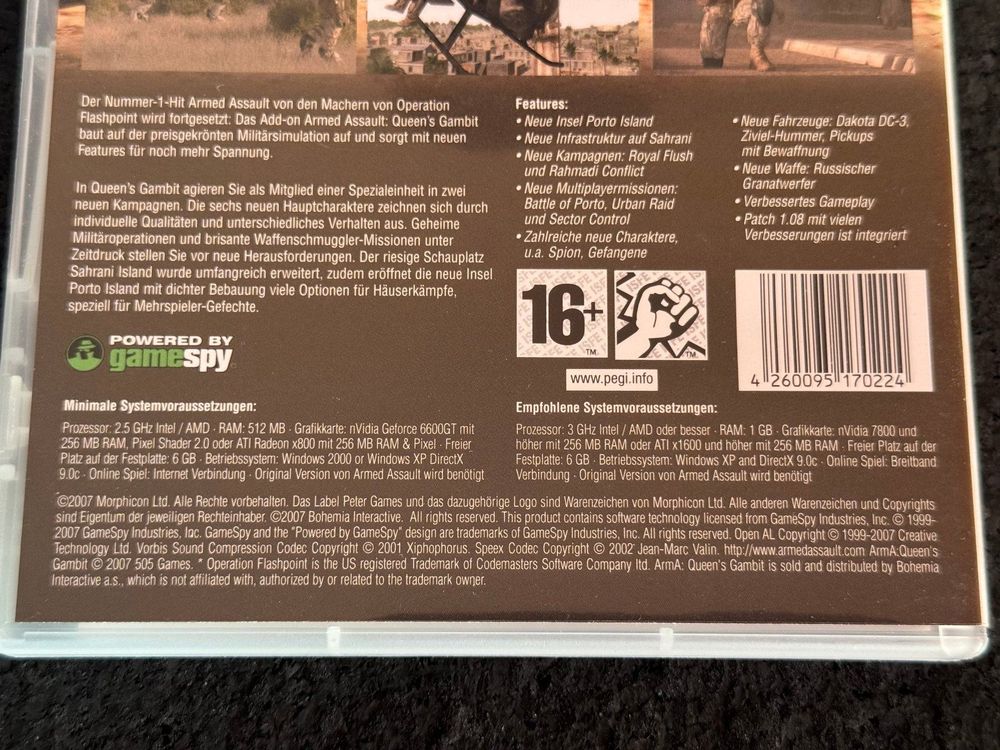 Der Nummer-1-Hit Armed Assault von den Machern von Operation
Flashpoint wird fortgesetzt: Das Add-on Armed Assault: Queen's Gambit
baut auf der preisgekrönten Militärsimulation auf und sorgt mit neuen
Features für noch mehr Spannung.
In Queen's Gambit agieren Sie als Mitglied einer Spezialeinheit in zwei
neuen Kampagnen. Die sechs neuen Hauptcharaktere zeichnen sich durch
individuelle Qualitäten und unterschiedliches Verhalten aus. Geheime
Militäroperationen und brisante Waffenschmuggler-Missionen unter
Zeitdruck stellen Sie vor neue Herausforderungen. Der riesige Schauplatz
Sahrani Island wurde umfangreich erweitert, zudem eröffnet die neue Insel
Porto Island mit dichter Bebauung viele Optionen für Häuserkämpfe,
speziell für Mehrspieler-Gefechte.
Features:
• Neue Insel Porto Island
• Neue Infrastruktur auf Sahrani
• Neue Kampagnen: Royal Flush
und Rahmadi Conflict
• Neue Multiplayermissionen:
Battle of Porto, Urban Raid
und Sector Control
• Zahlreiche neue Charaktere,
u.a. Spion, Gefangene
• Neue Fahrzeuge: Dakota DC-3,
Ziviel-Hummer, Pickups
mit Bewaffnung
• Neue Waffe: Russischer
Granatwerfer
• Verbessertes Gameplay
• Patch 1.08 mit vielen
Verbesserungen ist integriert
POWERED BY
gamespy
16+
TM
TM
www.pegi.info
4 260095 170224
Minimale Systemvoraussetzungen:
Prozessor: 2.5 GHz Intel / AMD · RAM: 512 MB · Grafikkarte: nVidia Geforce 6600GT mit
256 MB RAM, Pixel Shader 2.0 oder ATI Radeon x800 mit 256 MB RAM & Pixel · Freier
Platz auf der Festplatte: 6 GB · Betriebssystem: Windows 2000 or Windows XP DirectX
9.0c · Online Spiel: Internet Verbindung · Original Version von Armed Assault wird benötigt
Empfohlene Systemvoraussetzungen:
Prozessor: 3 GHz Intel / AMD oder besser · RAM: 1 GB · Grafikkarte: nVidia 7800 und
höher mit 256 MB RAM oder ATI x1600 und höher mit 256 MB RAM · Freier Platz auf der
Festplatte: 6 GB · Betriebssystem: Windows XP and DirectX 9.0c · Online Spiel: Breitband
Verbindung · Original Version von Armed Assault wird benötigt
©2007 Morphicon Ltd. Alle Rechte vorbehalten. Das Label Peter Games und das dazugehörige Logo sind Warenzeichen von Morphicon Ltd. Alle anderen Warenzeichen und Copyrights
sind Eigentum der jeweiligen Rechteinhaber. ©2007 Bohemia Interactive. All rights reserved. This product contains software technology licensed from GameSpy Industries, Inc. © 1999-
2007 GameSpy Industries, Inc. GameSpy and the "Powered by GameSpy" design are trademarks of GameSpy Industries, Inc. All rights reserved. Open AL Copyright © 1999-2007 Creative
Technology Ltd. Vorbis Sound Compression Codec Copyright © 2001 Xiphophorus. Speex Codec Copyright © 2002 Jean-Marc Valin. http://www.armedassault.com ArmA:Queen's
Gambit © 2007 505 Games. * Operation Flashpoint is the US registered Trademark of Codemasters Software Company ltd. ArmA: Queen's Gambit is sold and distributed by Bohemia
Interactive a.s., which is not affiliated with, authorized by or related to the trademark owner.